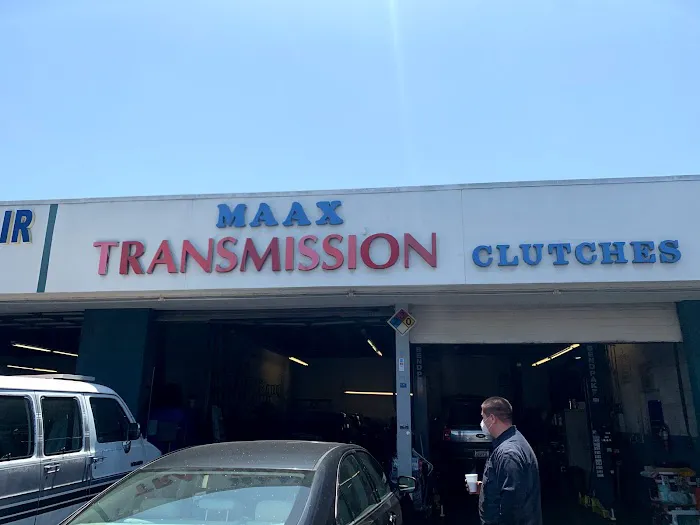 IR
MAAX
TRANSMISSION
CLUTCHES